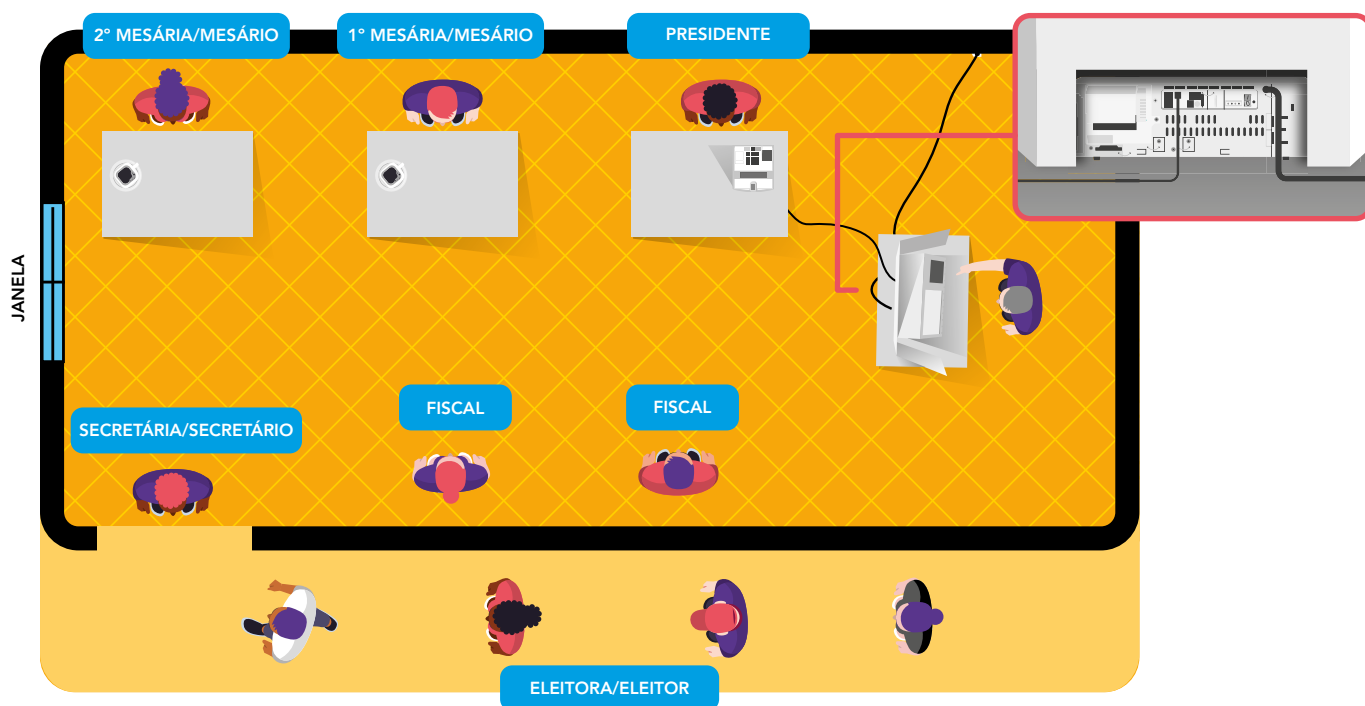 2º MESÁRIA/MESÁRIO
1º MESÁRIA/MESÁRIO
PRESIDENTE
JANELA
FISCAL
FISCAL
SECRETÁRIA/SECRETÁRIO
ELEITORA/ELEITOR